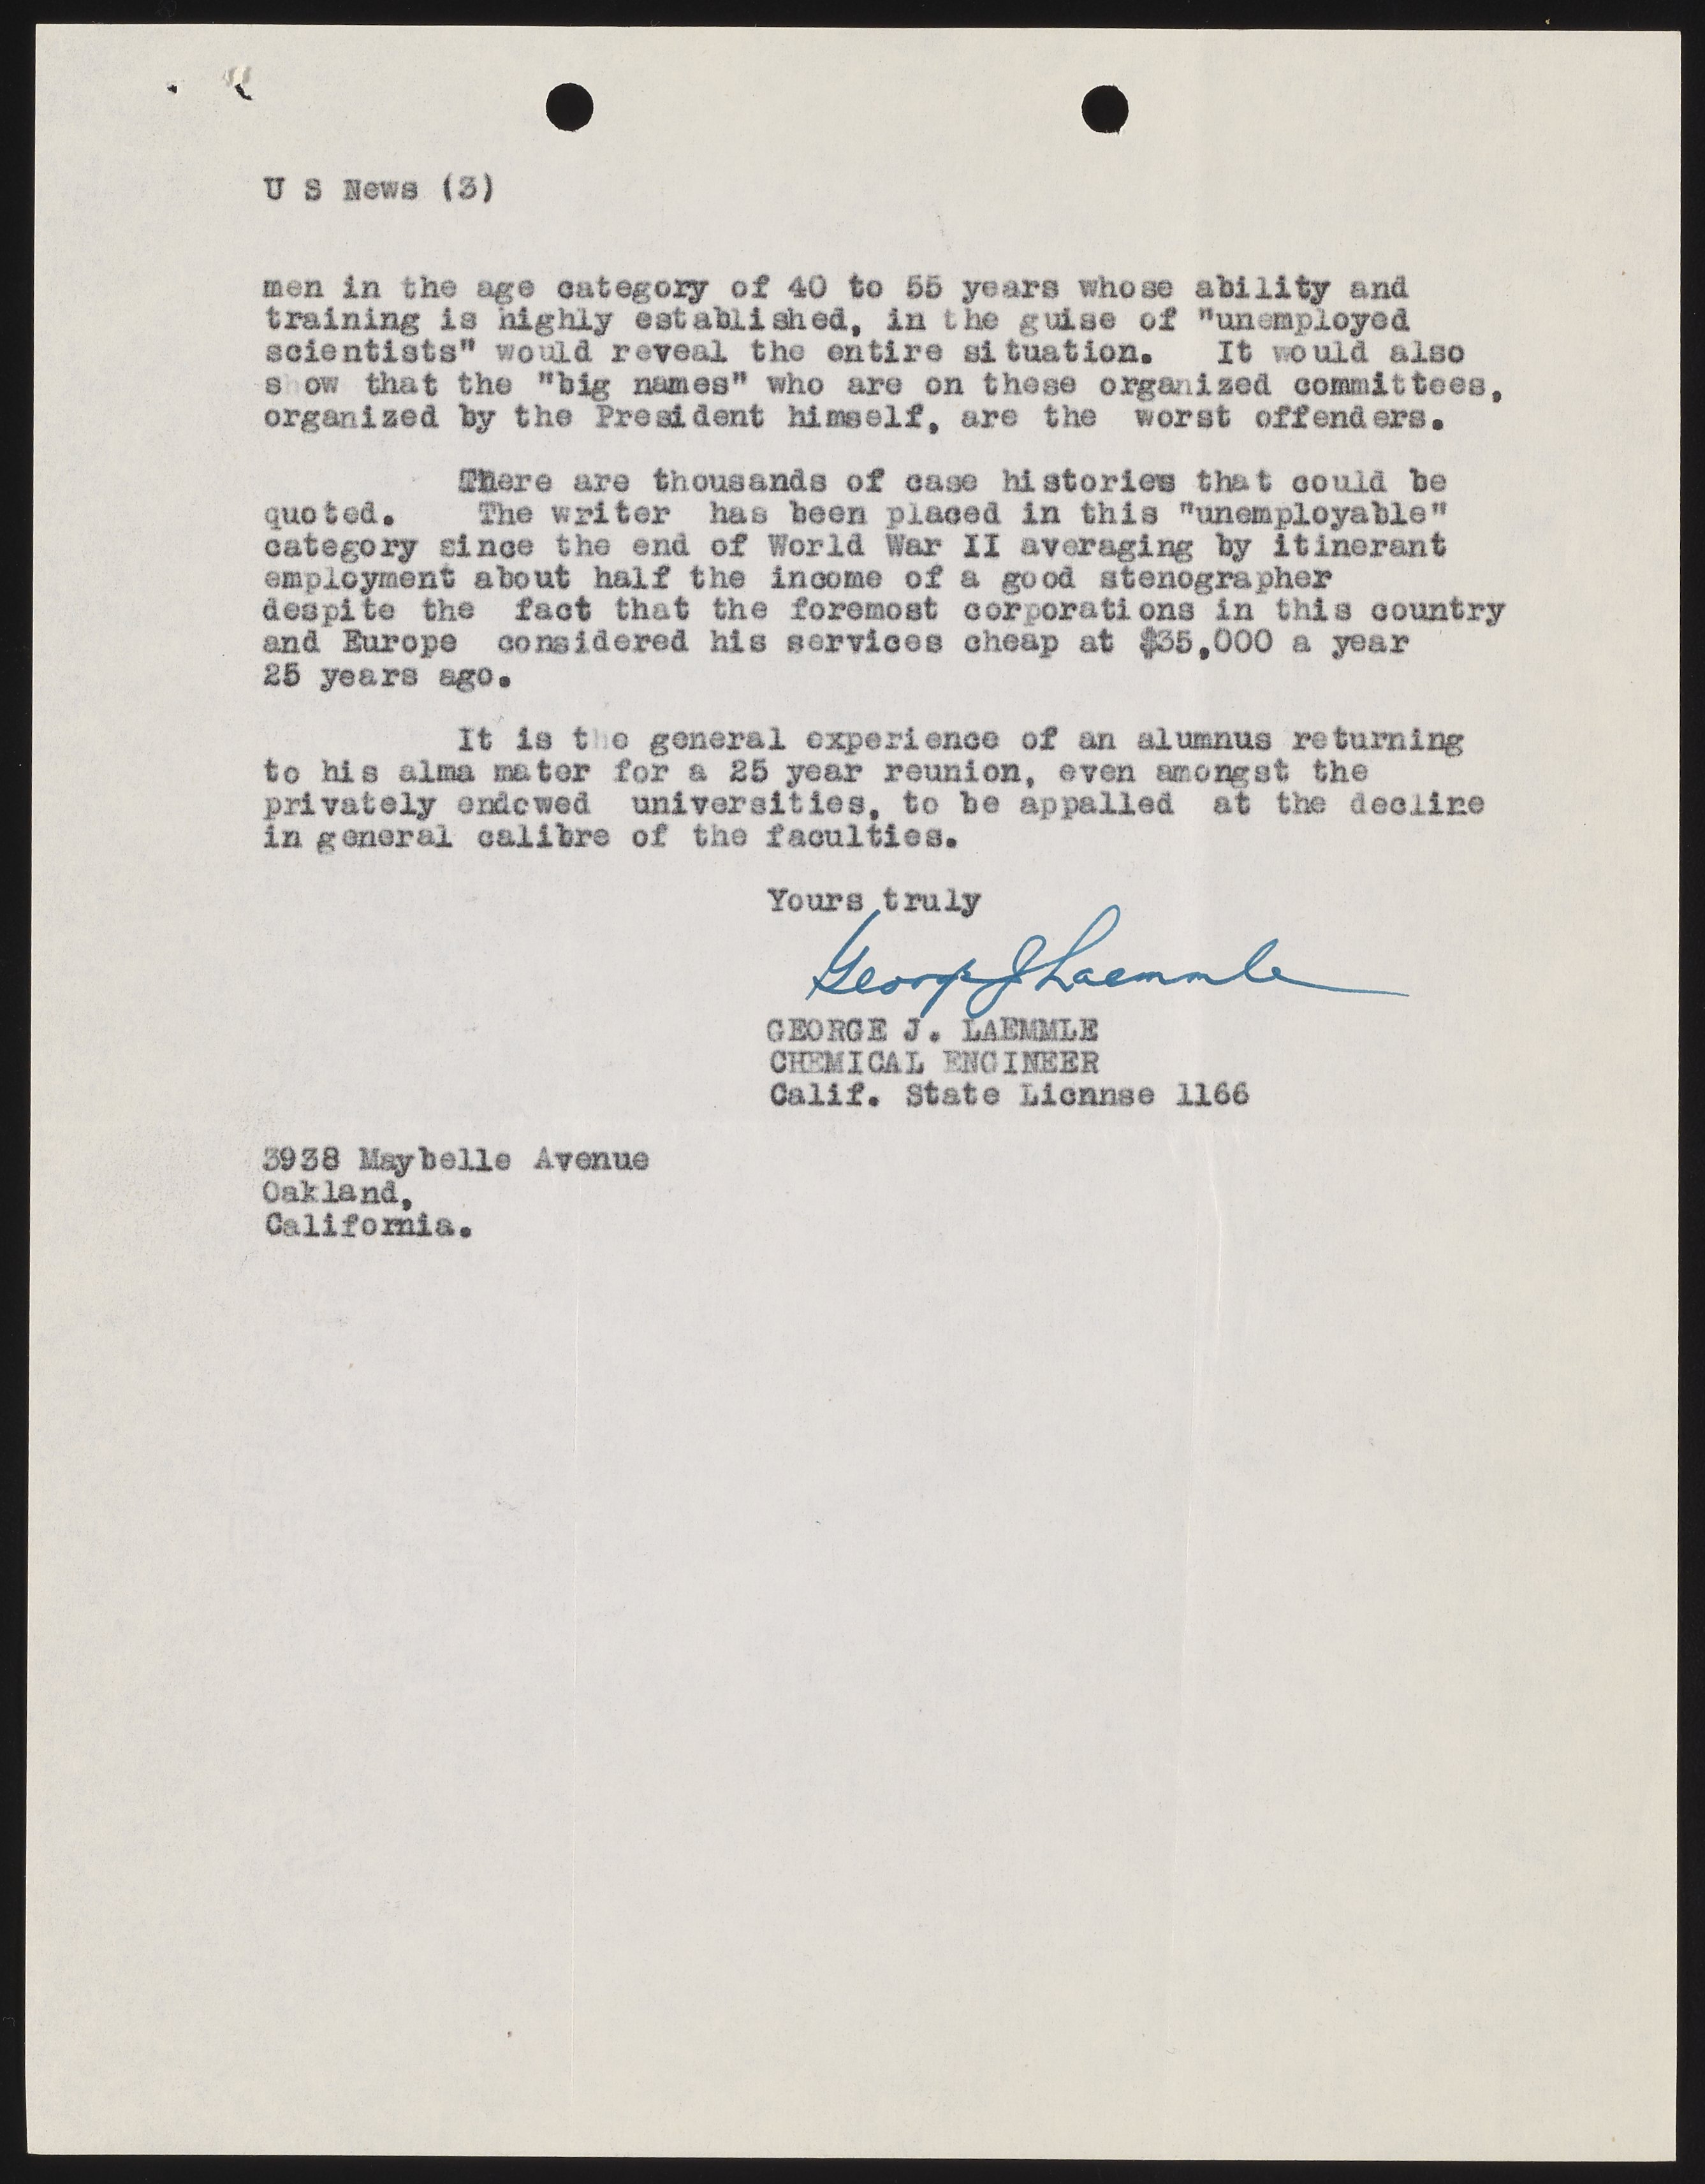 U S News (3)
men in the age category of 40 to 55 years whose ability and
training is highly established, in the guise of "unemployed
scientists" would reveal the entire situation. It would also
show that the "big names" who are on these organized committees,
organized by the President himself, are the worst offenders.
There are thousands of case histories that could be
quoted. The writer has been placed in this "unemployable"
category since the end of World War II averaging by itinerant
employment about half the income of a good stenographer
despite the fact that the foremost corporations in this country
and Europe considered his services cheap at $35,000 a year
25 years ago.
It is the general experience of an alumnus returning
to his alma mater for a 25 year reunion, even amongst the
privately endowed universities, to be appalled at the decline
in general calibre of the faculties.
Yours truly
George J Laemmle
GEORGE J. LAEMMLE
CHEMICAL ENGINEER
Calif. State Licnnse 1166
3938 Maybelle Avenue
Oakland,
California.